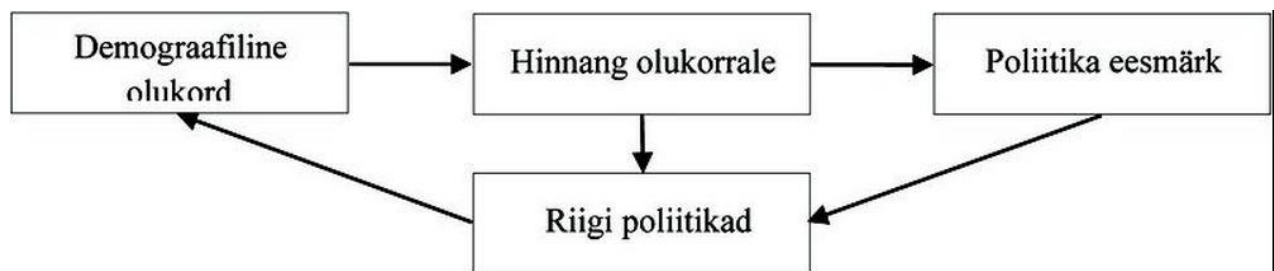 Demograafiline
olukord
Hinnang olukorrale
Poliitika eesmärk
Riigi poliitikad